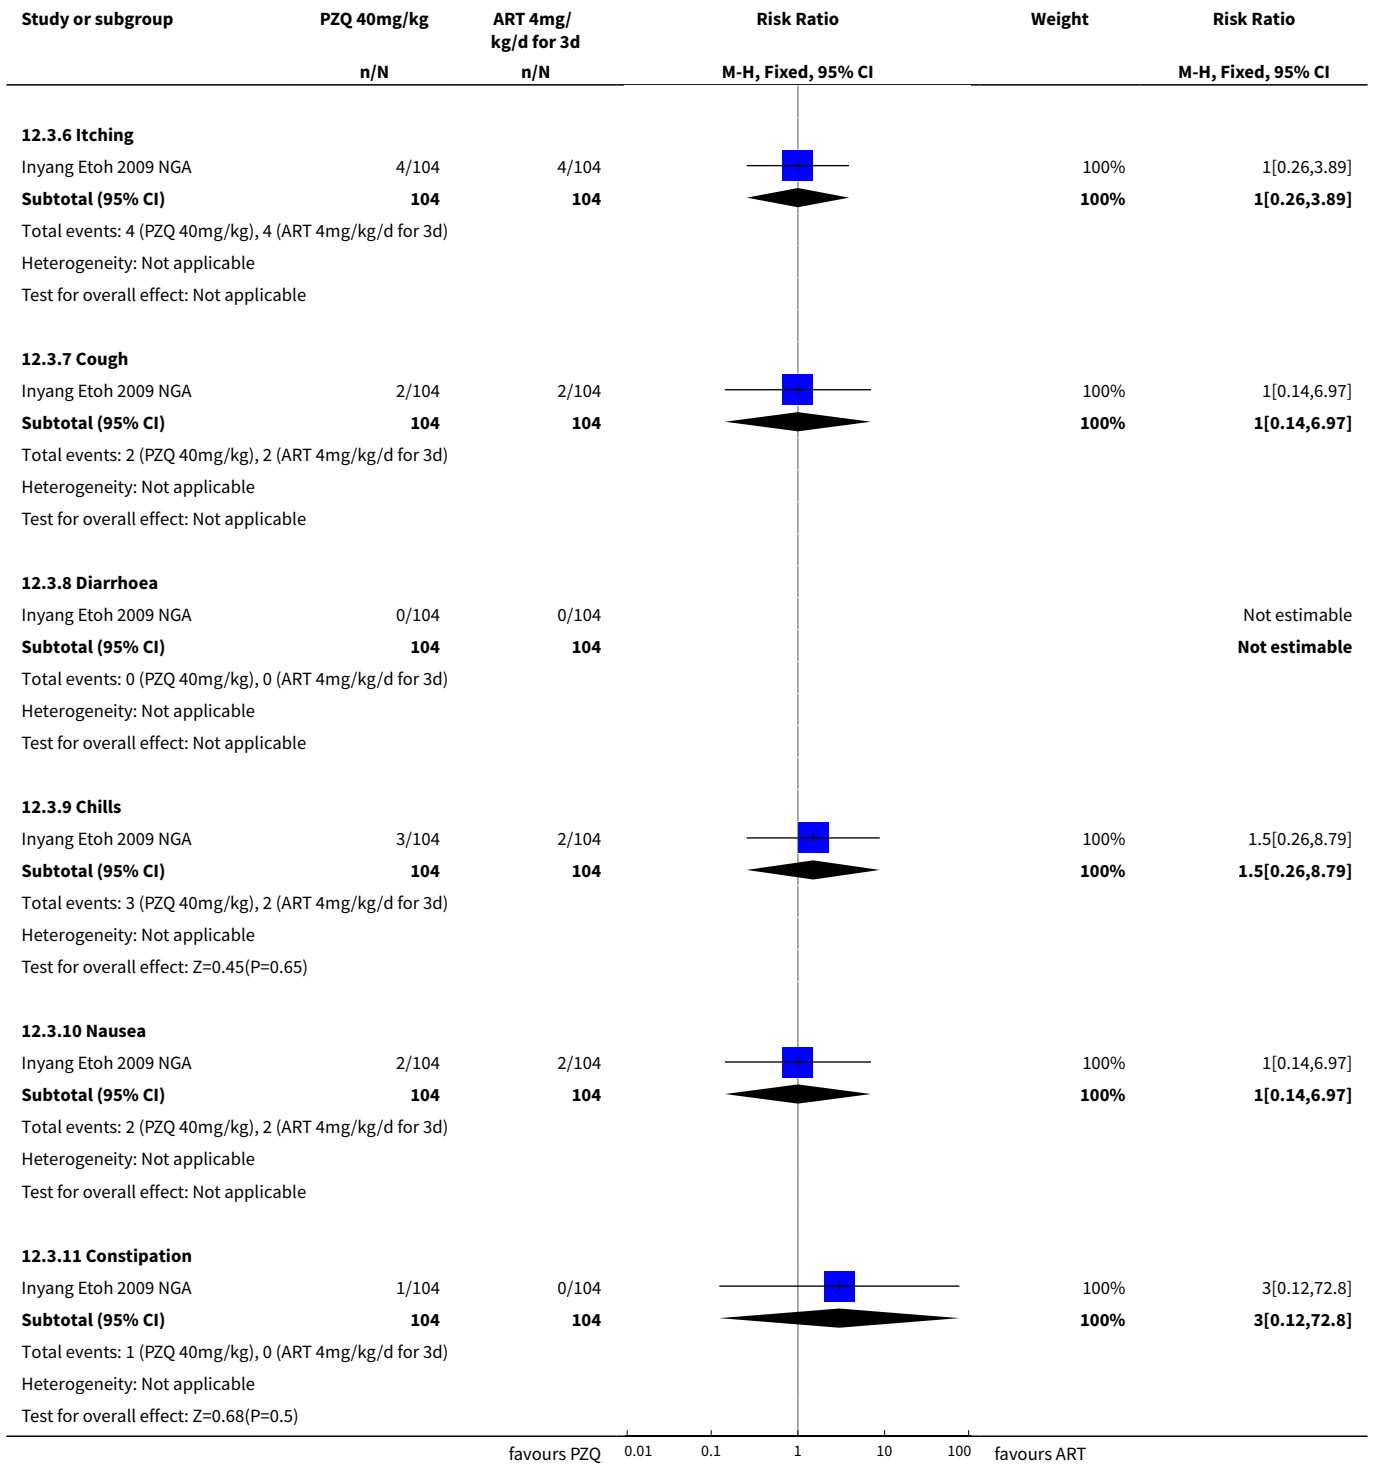 Study or subgroup PZQ 40mg/kg ART 4mg/ Risk Ratio Weight Risk Ratio
kg/d for 3d
n/N n/N M-H, Fixed, 95% CI M-H, Fixed, 95% CI
12.3.6 Itching
Inyang Etoh 2009 NGA 4/104 4/104 100% 1[0.26,3.89]
Subtotal (95% CI) 104 104 100% 1[0.26,3.89]
Total events: 4 (PZQ 40mg/kg), 4 (ART 4mg/kg/d for 3d)
Heterogeneity: Not applicable
Test for overall effect: Not applicable
12.3.7 Cough
Inyang Etoh 2009 NGA 2/104 2/104 100% 1[0.14,6.97]
Subtotal (95% CI) 104 104 100% 1[0.14,6.97]
Total events: 2 (PZQ 40mg/kg), 2 (ART 4mg/kg/d for 3d)
Heterogeneity: Not applicable
Test for overall effect: Not applicable
12.3.8 Diarrhoea
Inyang Etoh 2009 NGA 0/104 0/104 Not estimable
Subtotal (95% CI) 104 104 Not estimable
Total events: 0 (PZQ 40mg/kg), 0 (ART 4mg/kg/d for 3d)
Heterogeneity: Not applicable
Test for overall effect: Not applicable
12.3.9 Chills
Inyang Etoh 2009 NGA 3/104 2/104 100% 1.5[0.26,8.79]
Subtotal (95% CI) 104 104 100% 1.5[0.26,8.79]
Total events: 3 (PZQ 40mg/kg), 2 (ART 4mg/kg/d for 3d)
Heterogeneity: Not applicable
Test for overall effect: Z=0.45(P=0.65)
12.3.10 Nausea
Inyang Etoh 2009 NGA 2/104 2/104 100% 1[0.14,6.97]
Subtotal (95% CI) 104 104 100% 1[0.14,6.97]
Total events: 2 (PZQ 40mg/kg), 2 (ART 4mg/kg/d for 3d)
Heterogeneity: Not applicable
Test for overall effect: Not applicable
12.3.11 Constipation
Inyang Etoh 2009 NGA 1/104 0/104 100% 3[0.12,72.8]
Subtotal (95% CI) 104 104 100% 3[0.12,72.8]
Total events: 1 (PZQ 40mg/kg), 0 (ART 4mg/kg/d for 3d)
Heterogeneity: Not applicable
Test for overall effect: Z=0.68(P=0.5)
favours PZQ 0.01 0.1 1 10 100 favours ART